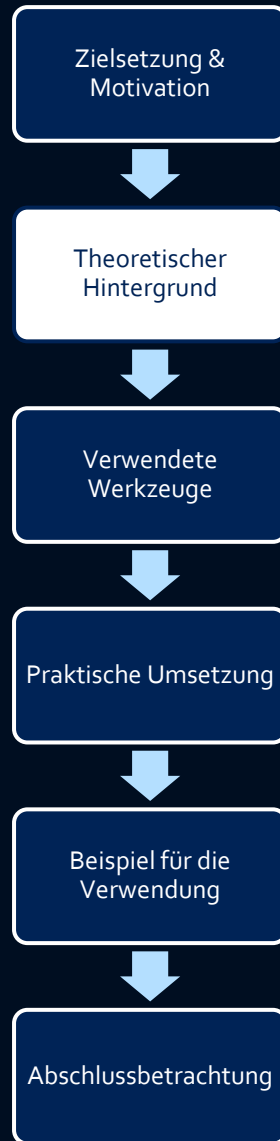 Zielsetzung &
Motivation
Theoretischer
Hintergrund
Verwendete
Werkzeuge
Praktische Umsetzung
Beispiel für die
Verwendung
Abschlussbetrachtung